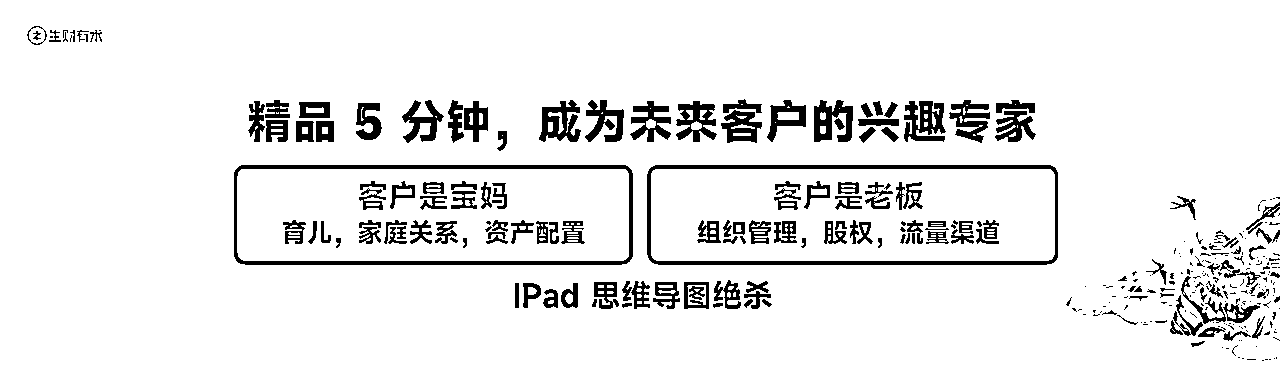 生财有术
精品 5 分钟，成为未来客户的兴趣专家
客户是宝妈
育儿，家庭关系，资产配置
客户是老板
组织管理，股权，流量渠道
IPad 思维导图绝杀